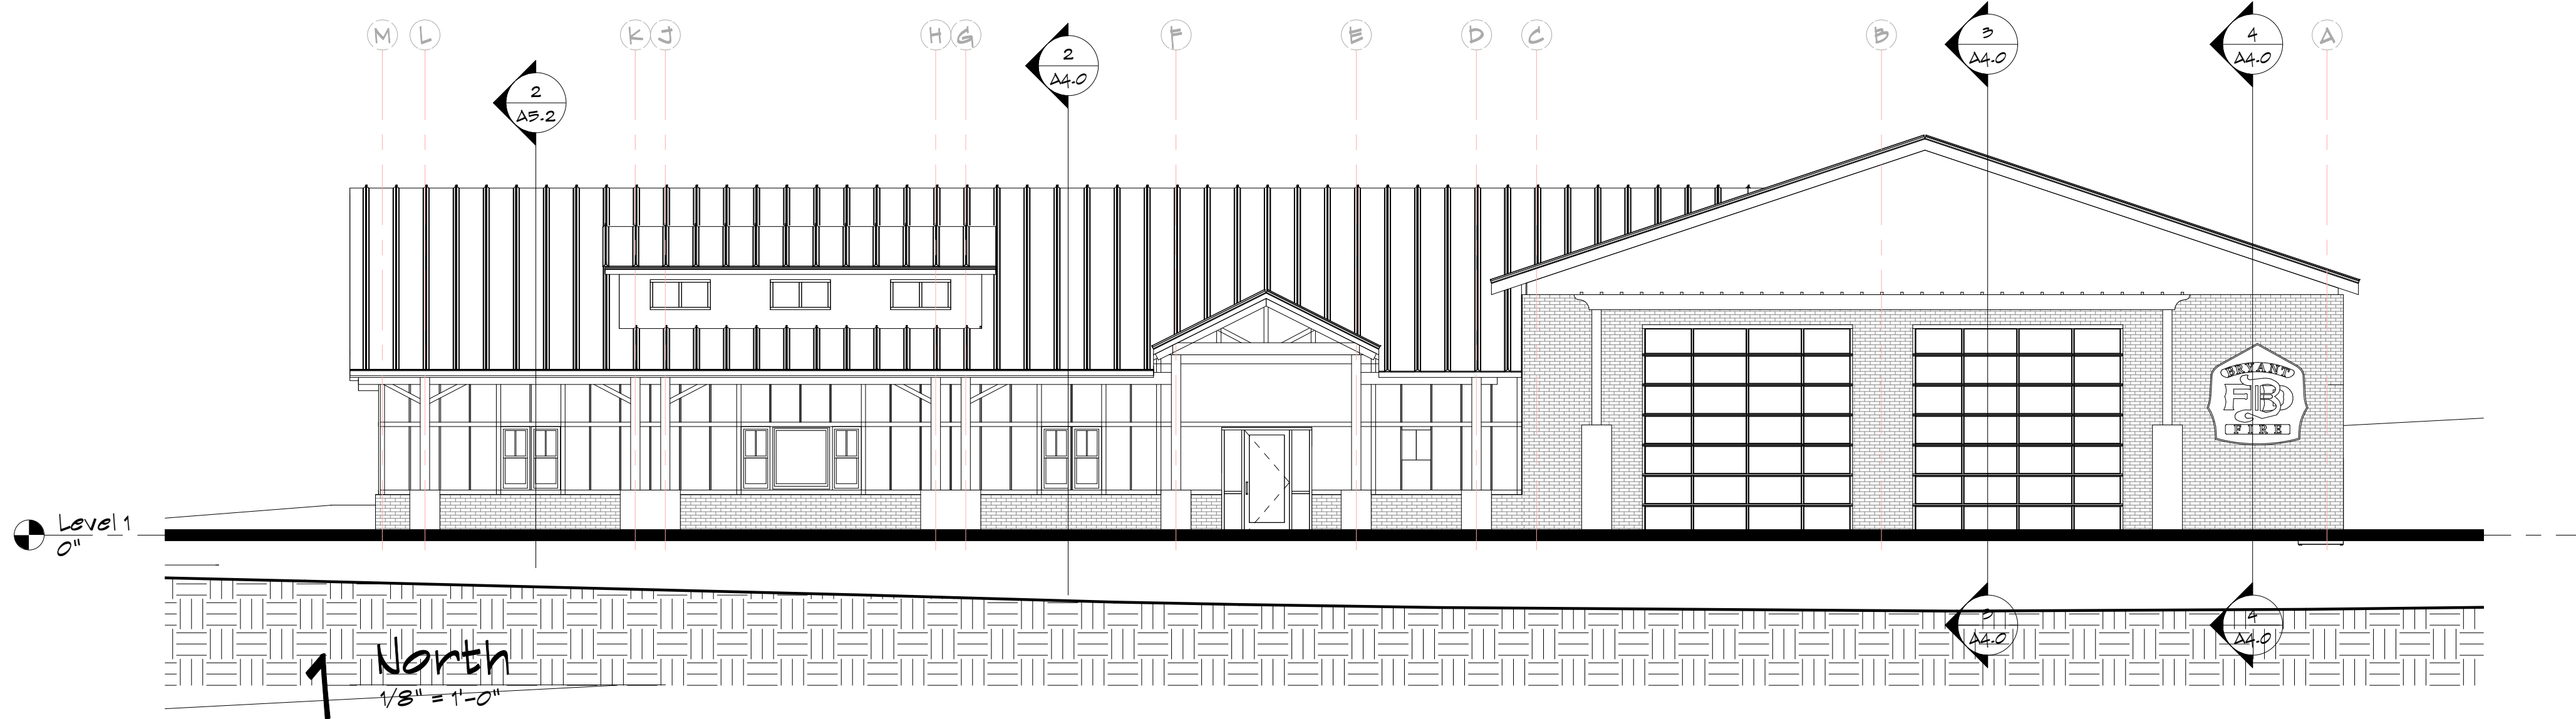 M L K J H G F E D C B A
2
A5.2
2
A4.0
3
A4.0
4
A4.0
BRYANT
FBD
FIRE
Level 1
0"
3
A4.0
4
A4.0
1 North
1/8" = 1'-0"